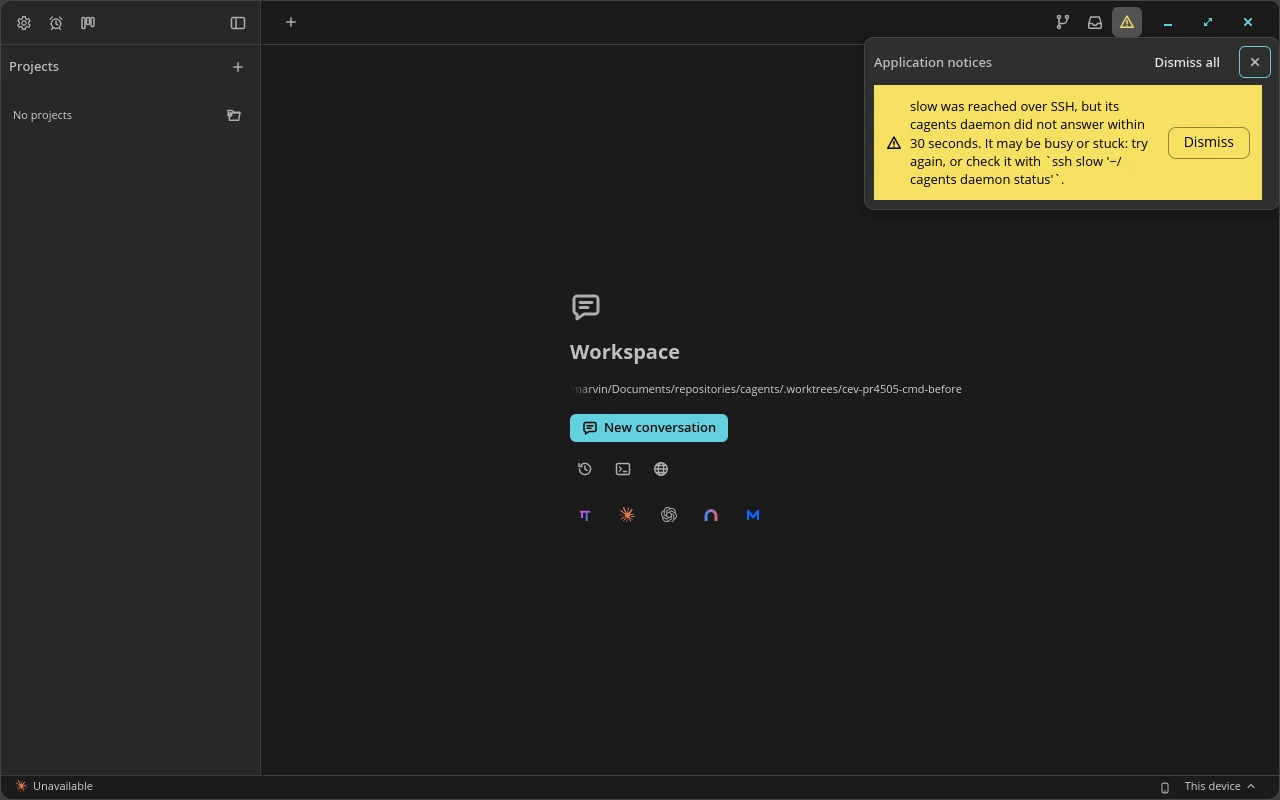 Projects
No projects
Application notices
Dismiss all
slow was reached over SSH, but its
cagents daemon did not answer within
30 seconds. It may be busy or stuck: try
again, or check it with `ssh slow '~/
cagents daemon status'`.
Dismiss
Workspace
marvin/Documents/repositories/cagents/.worktrees/cev-pr4505-cmd-before
New conversation
Unavailable
This device